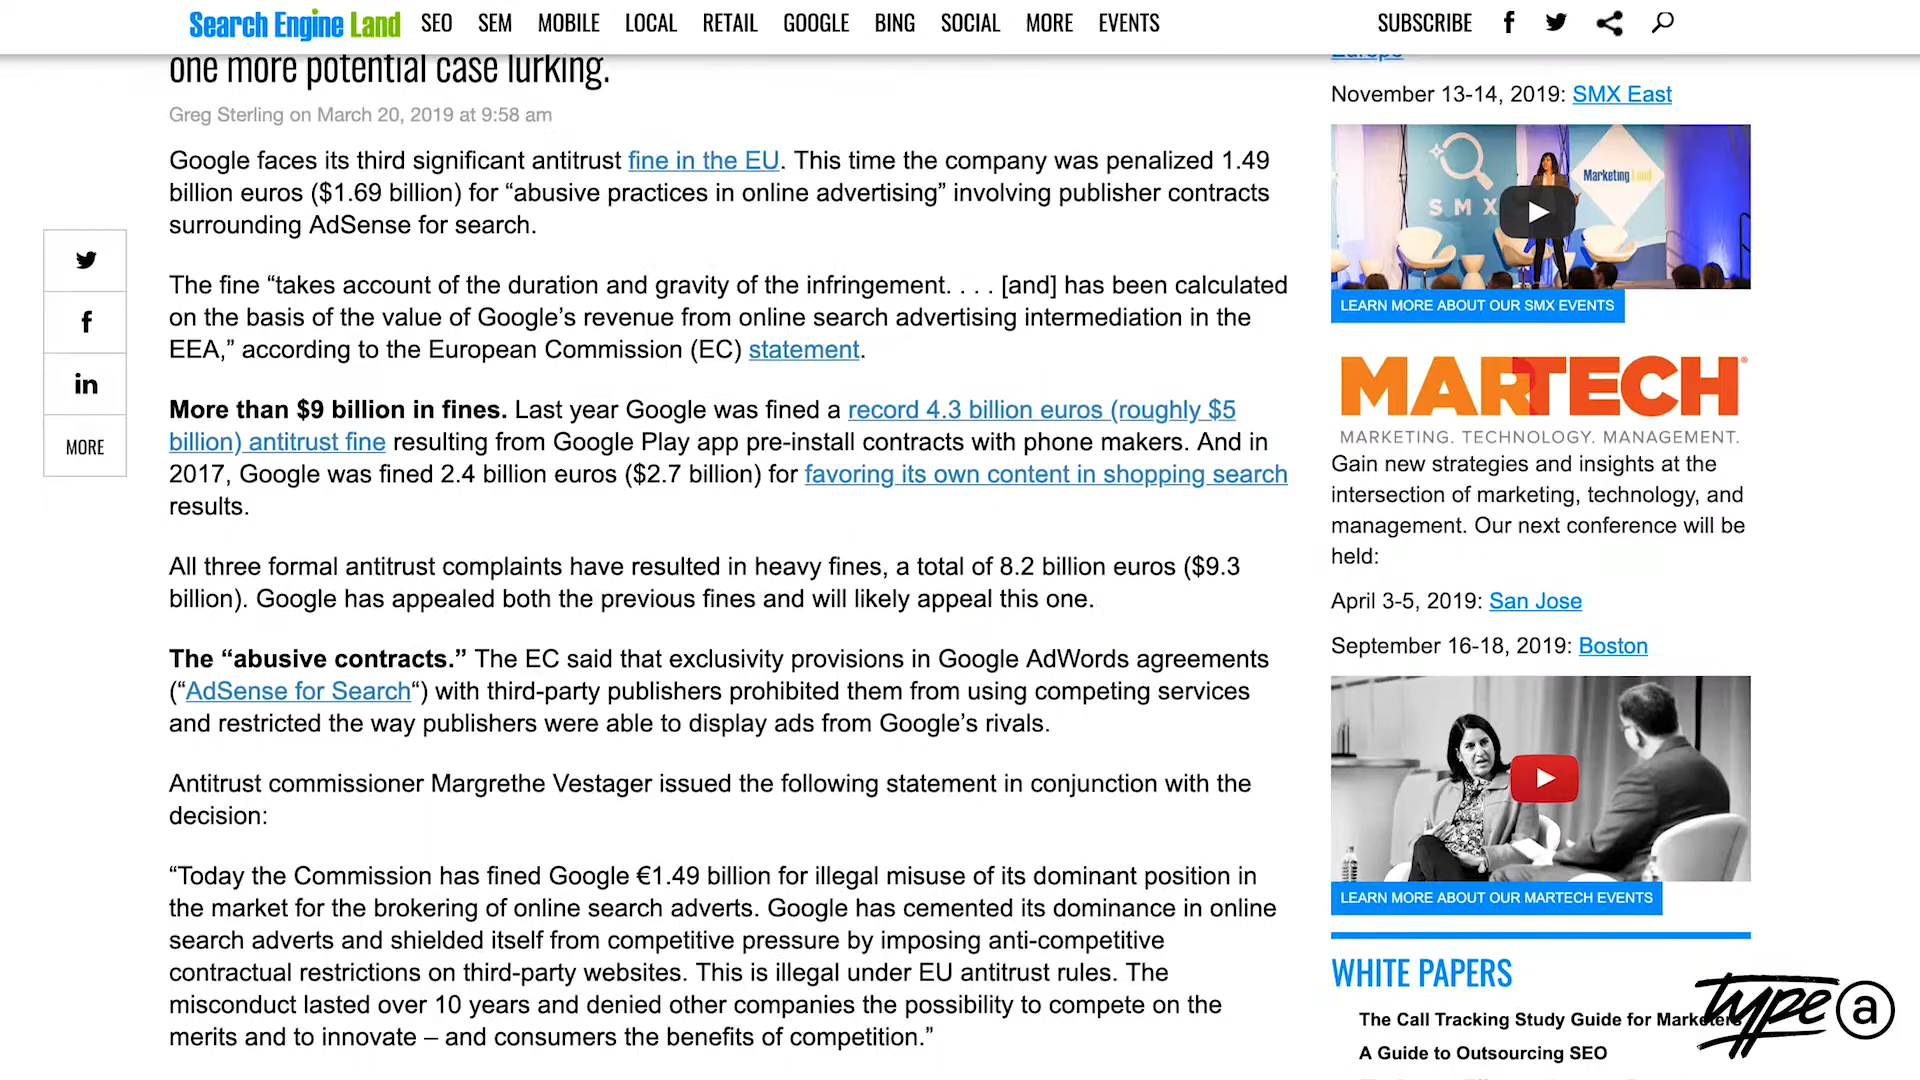 Search Engine Land SEO SEM MOBILE LOCAL RETAIL GOOGLE BING SOCIAL MORE EVENTS SUBSCRIBE
one more potential case lurking.
Greg Sterling on March 20, 2019 at 9:58 am
Google faces its third significant antitrust fine in the EU. This time the company was penalized 1.49
billion euros ($1.69 billion) for “abusive practices in online advertising” involving publisher contracts
surrounding AdSense for search.
The fine “takes account of the duration and gravity of the infringement. . . . [and] has been calculated
on the basis of the value of Google’s revenue from online search advertising intermediation in the
EEA,” according to the European Commission (EC) statement.
More than $9 billion in fines. Last year Google was fined a record 4.3 billion euros (roughly $5
billion) antitrust fine resulting from Google Play app pre-install contracts with phone makers. And in
2017, Google was fined 2.4 billion euros ($2.7 billion) for favoring its own content in shopping search
results.
All three formal antitrust complaints have resulted in heavy fines, a total of 8.2 billion euros ($9.3
billion). Google has appealed both the previous fines and will likely appeal this one.
The “abusive contracts.” The EC said that exclusivity provisions in Google AdWords agreements
(“AdSense for Search“) with third-party publishers prohibited them from using competing services
and restricted the way publishers were able to display ads from Google’s rivals.
Antitrust commissioner Margrethe Vestager issued the following statement in conjunction with the
decision:
“Today the Commission has fined Google €1.49 billion for illegal misuse of its dominant position in
the market for the brokering of online search adverts. Google has cemented its dominance in online
search adverts and shielded itself from competitive pressure by imposing anti-competitive
contractual restrictions on third-party websites. This is illegal under EU antitrust rules. The
misconduct lasted over 10 years and denied other companies the possibility to compete on the
merits and to innovate – and consumers the benefits of competition.”
MORE
Europe
November 13-14, 2019: SMX East
SMX
Marketing Land
LEARN MORE ABOUT OUR SMX EVENTS
MARTECH®
MARKETING. TECHNOLOGY. MANAGEMENT.
Gain new strategies and insights at the
intersection of marketing, technology, and
management. Our next conference will be
held:
April 3-5, 2019: San Jose
September 16-18, 2019: Boston
LEARN MORE ABOUT OUR MARTECH EVENTS
WHITE PAPERS
The Call Tracking Study Guide for Marketers
A Guide to Outsourcing SEO
type a